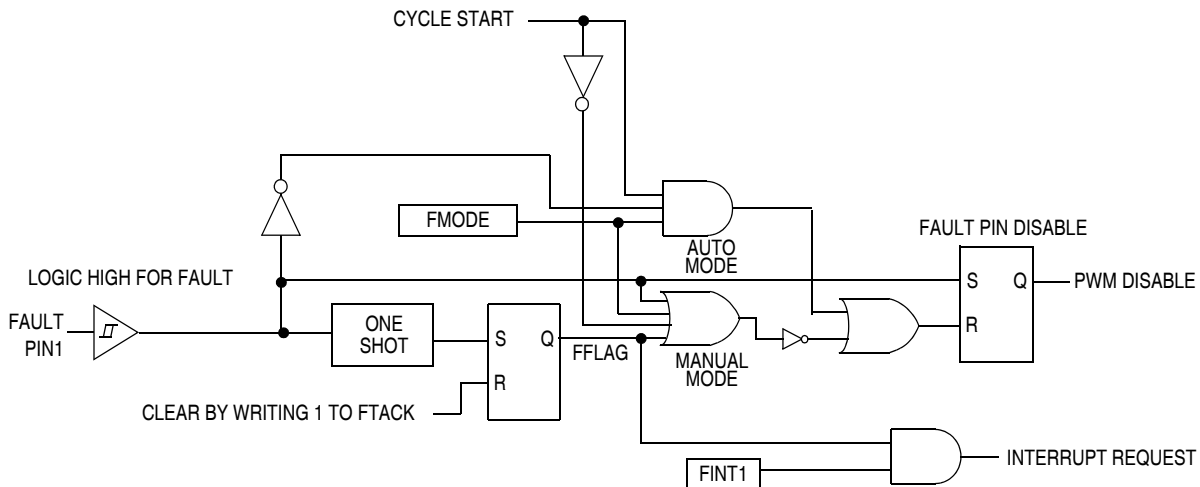 CYCLE START
FMODE
AUTO
MODE
FAULT PIN DISABLE
LOGIC HIGH FOR FAULT
S
Q
PWM DISABLE
R
FAULT
PIN1
ONE
SHOT
S
Q
FFLAG
R
MANUAL
MODE
CLEAR BY WRITING 1 TO FTACK
FINT1
INTERRUPT REQUEST